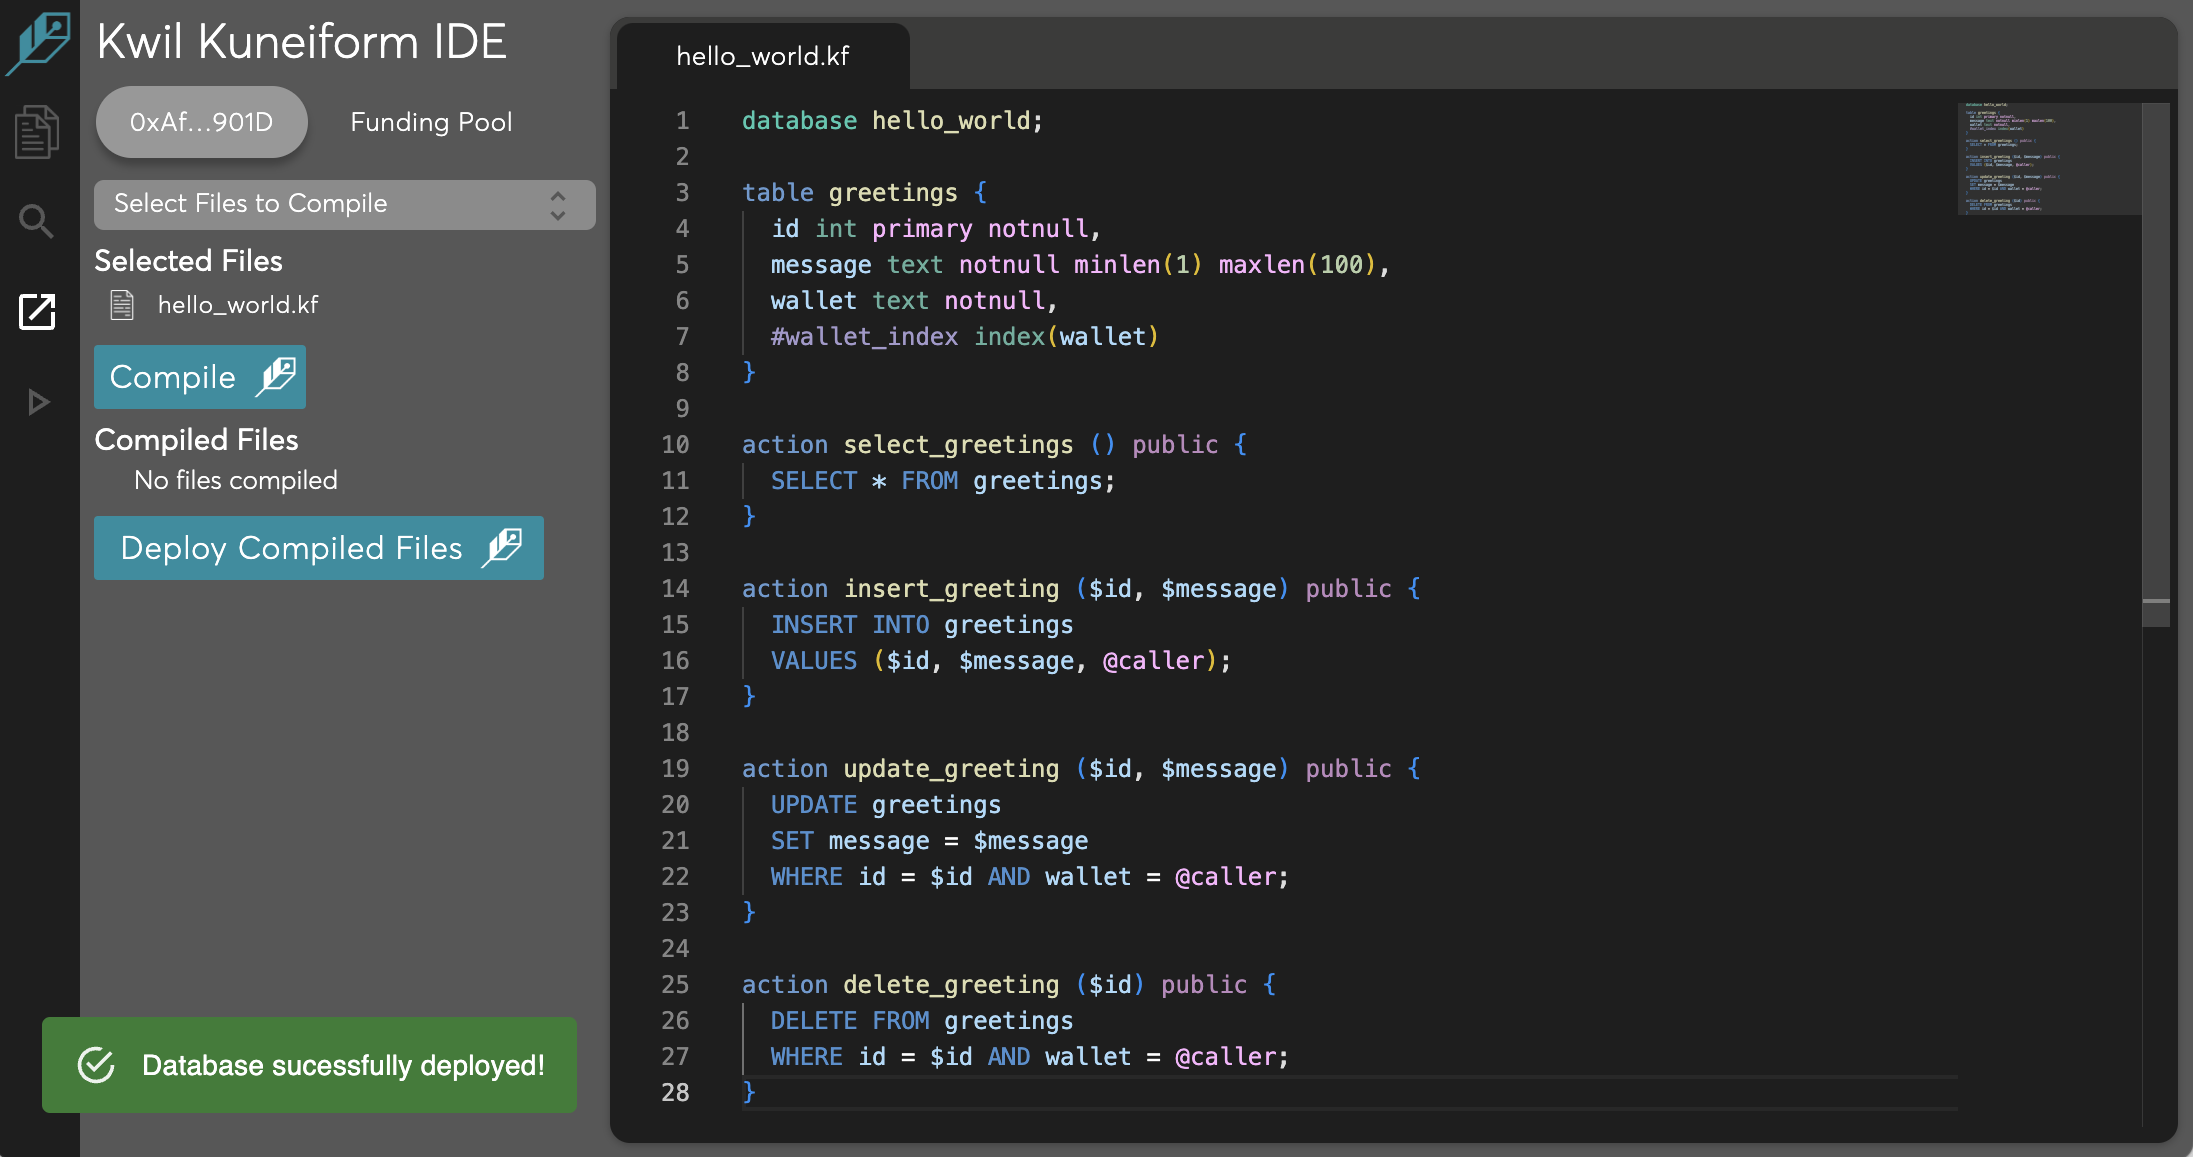 Kwil Kuneiform IDE
0xAf...901D
Funding Pool
Select Files to Compile
Selected Files
hello_world.kf
Compile
Compiled Files
No files compiled
Deploy Compiled Files
Database sucessfully deployed!
hello_world.kf
1 database hello_world;
2
3 table greetings {
4   id int primary notnull,
5   message text notnull minlen(1) maxlen(100),
6   wallet text notnull,
7   #wallet_index index(wallet)
8 }
9
10 action select_greetings () public {
11   SELECT * FROM greetings;
12 }
13
14 action insert_greeting ($id, $message) public {
15   INSERT INTO greetings
16   VALUES ($id, $message, @caller);
17 }
18
19 action update_greeting ($id, $message) public {
20   UPDATE greetings
21   SET message = $message
22   WHERE id = $id AND wallet = @caller;
23 }
24
25 action delete_greeting ($id) public {
26   DELETE FROM greetings
27   WHERE id = $id AND wallet = @caller;
28 }